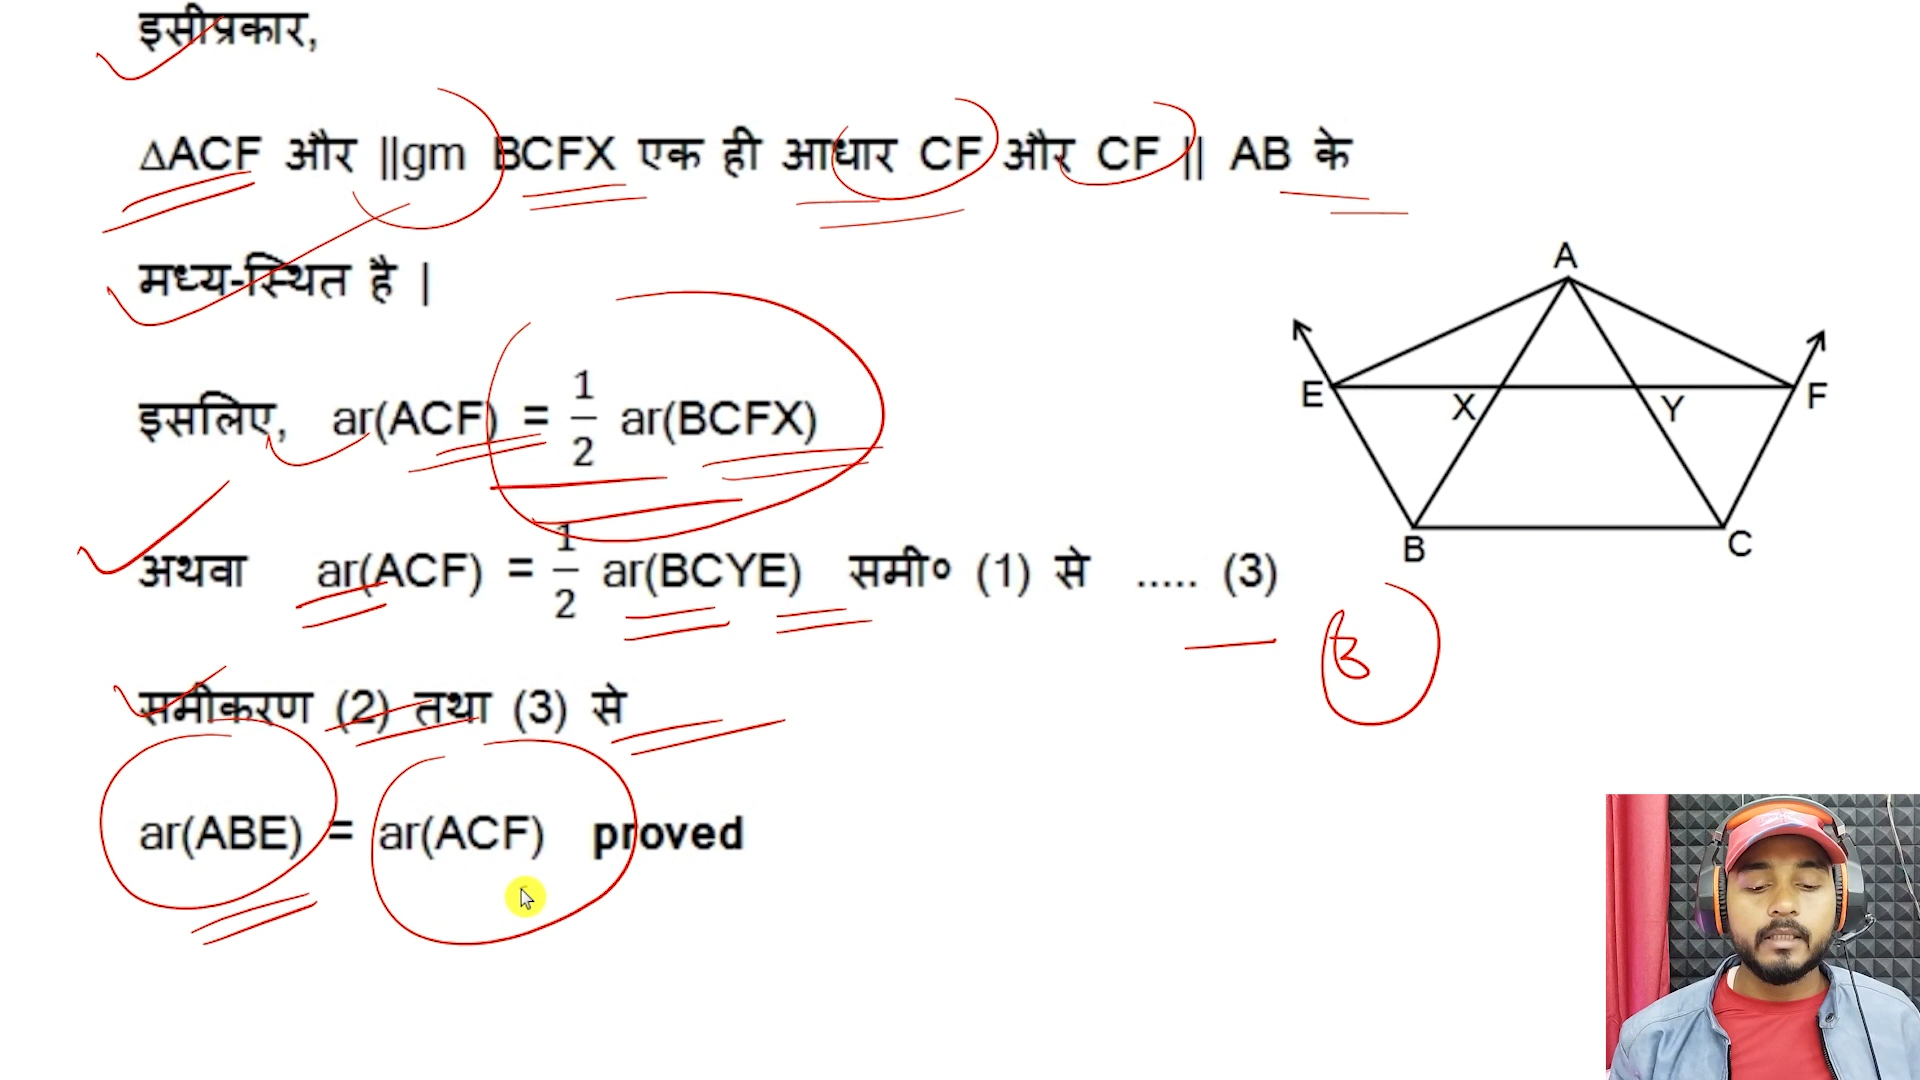 इसीप्रकार,
∆ACF और ||gm BCFX एक ही आधार CF और CF || AB के
मध्य-स्थित है |
इसलिए, ar(ACF) = 1/2 ar(BCFX)
अथवा ar(ACF) = 1/2 ar(BCYE) समी० (1) से ..... (3)
समीकरण (2) तथा (3) से
ar(ABE) = ar(ACF) proved
A
E X Y F
B C